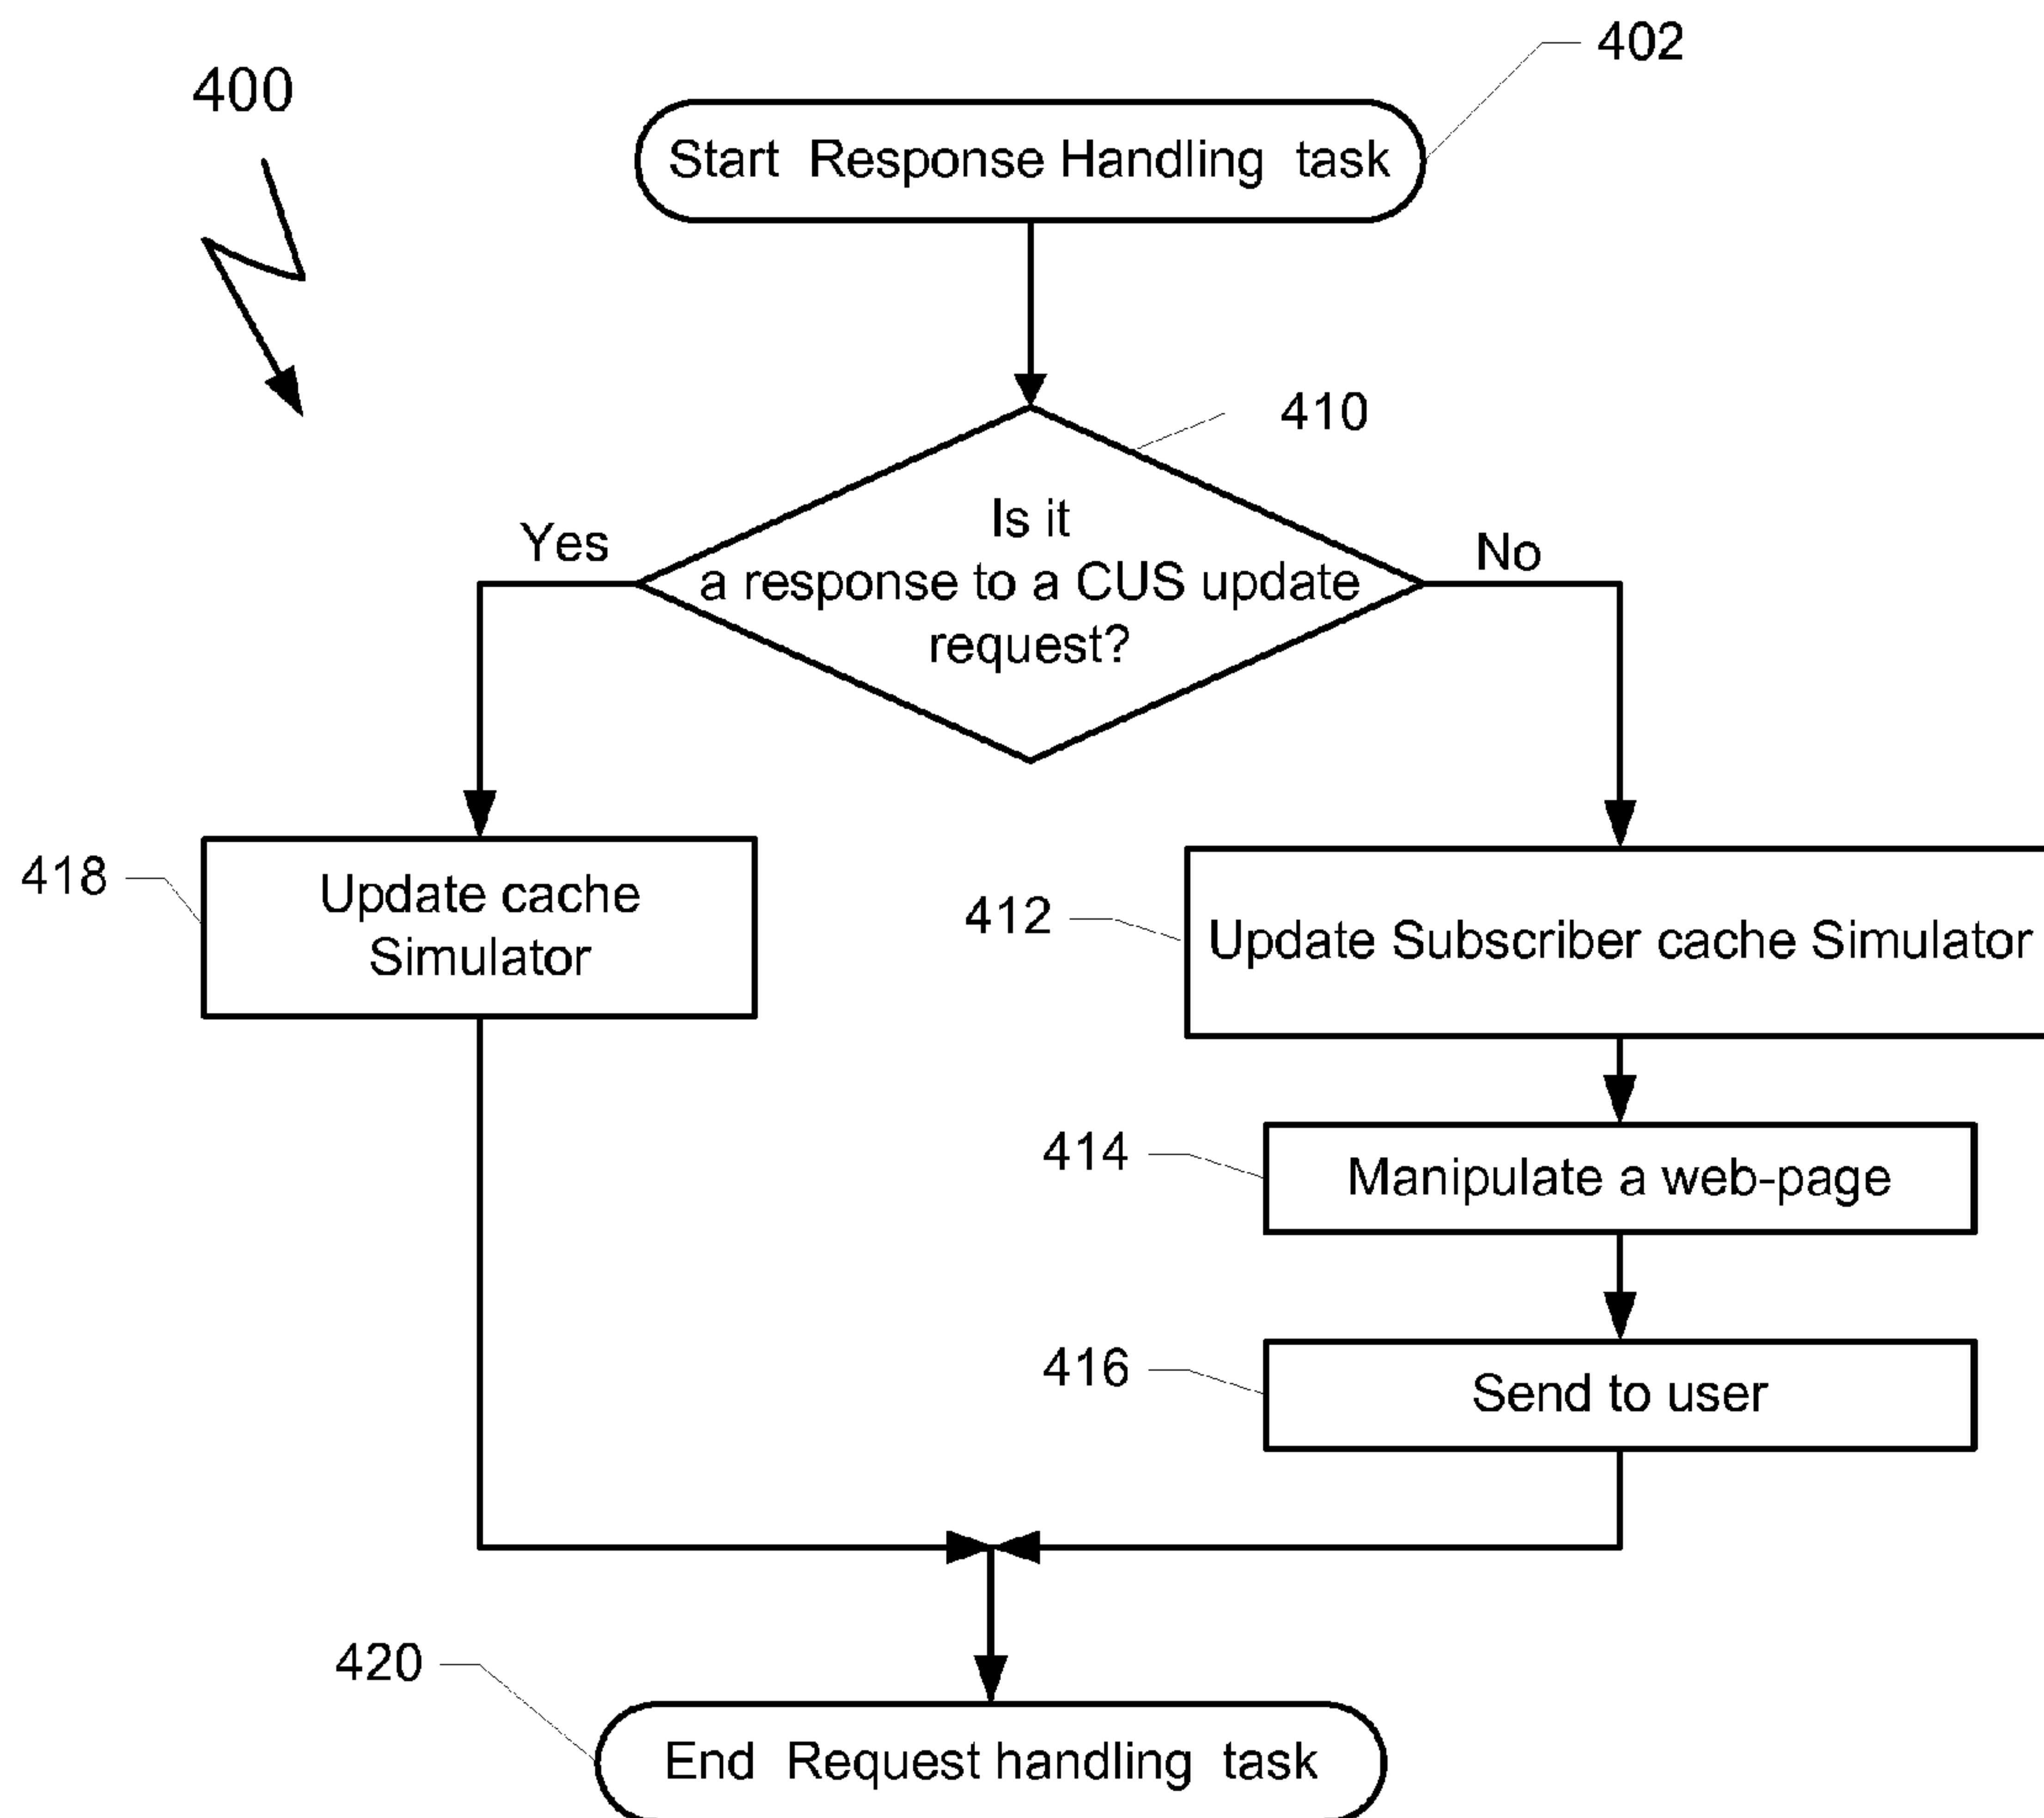 402
400
Start Response Handling task
410
Is it
a response to a CUS update
request?
Yes
No
418
Update cache
Simulator
412
Update Subscriber cache Simulator
414
Manipulate a web-page
416
Send to user
420
End Request handling task